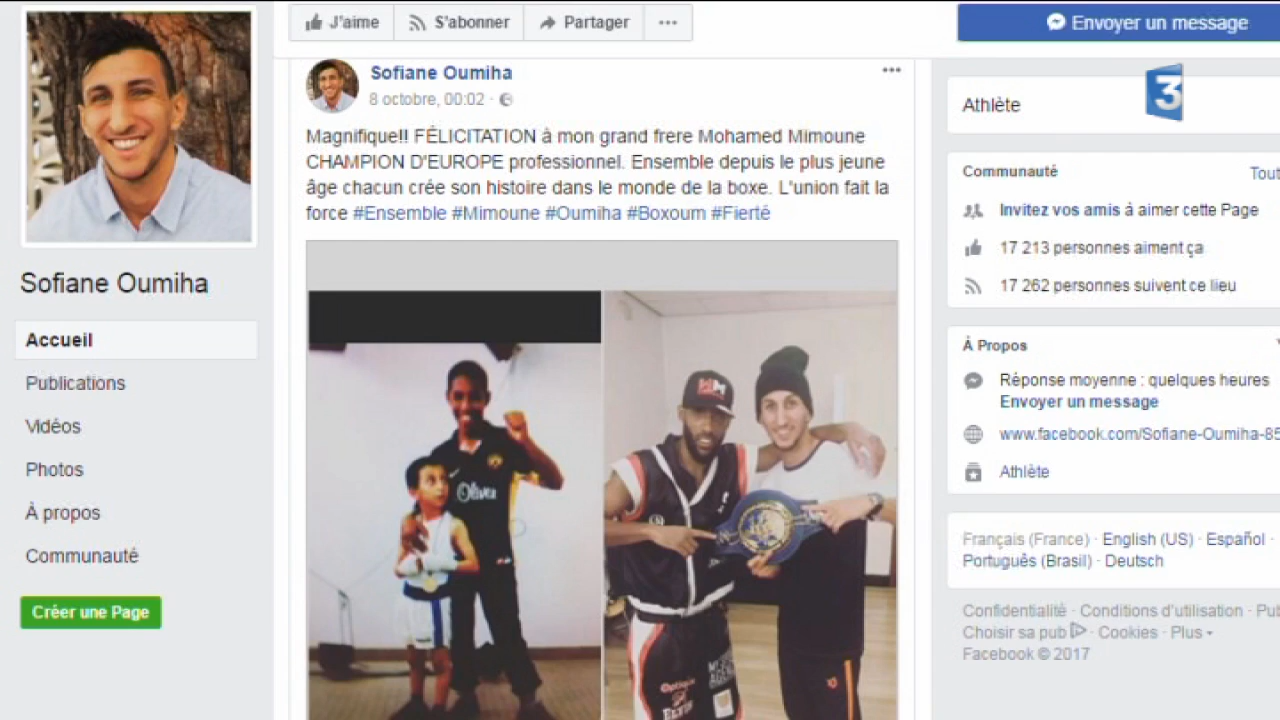 J'aime
S'abonner
Partager
Envoyer un message
Sofiane Oumiha
8 octobre, 00:02
Magnifique!! FÉLICITATION à mon grand frere Mohamed Mimoune
CHAMPION D'EUROPE professionnel. Ensemble depuis le plus jeune
âge chacun crée son histoire dans le monde de la boxe. L'union fait la
force #Ensemble #Mimoune #Oumiha #Boxoum #Fierté
Sofiane Oumiha
Accueil
Publications
Vidéos
Photos
À propos
Communauté
Créer une Page
Oliver
3
Athlète
Communauté
Tout
Invitez vos amis à aimer cette Page
17 213 personnes aiment ça
17 262 personnes suivent ce lieu
À Propos
Réponse moyenne : quelques heures
Envoyer un message
www.facebook.com/Sofiane-Oumiha-85
Athlète
Français (France) · English (US) · Español ·
Português (Brasil) · Deutsch
Confidentialité · Conditions d'utilisation · Pub
Choisir sa pub · Cookies · Plus
Facebook © 2017